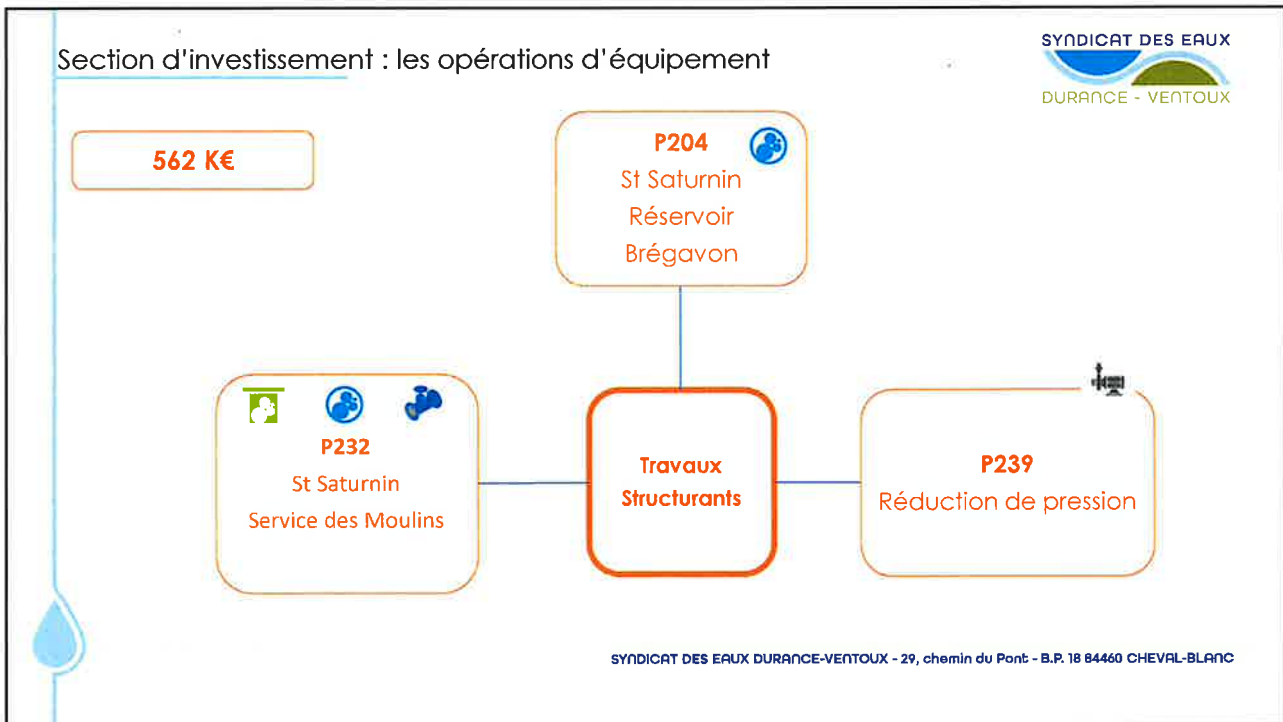 Section d'investissement : les opérations d'équipement
SYNDICAT DES EAUX
DURANCE - VENTOUX
562 K€
P204
St Saturnin
Réservoir
Brégavon
P232
St Saturnin
Service des Moulins
Travaux
Structurants
P239
Réduction de pression
SYNDICAT DES EAUX DURANCE-VENTOUX - 29, chemin du Pont - B.P. 18 84460 CHEVAL-BLANC